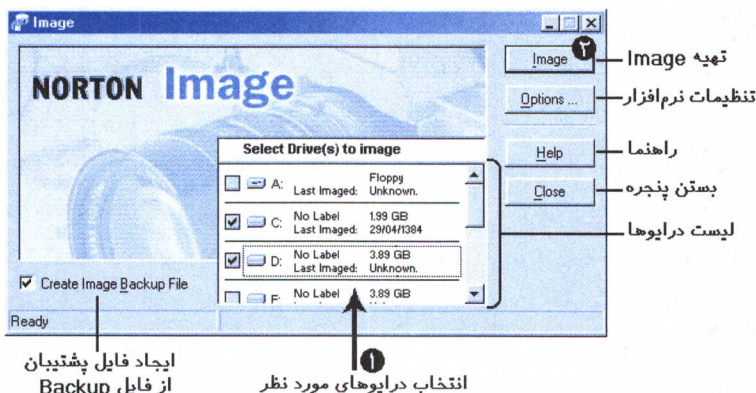 Image
NORTON Image
Select Drive(s) to image
A: Floppy
Last Imaged: Unknown.
C: No Label 1.99 GB
Last Imaged: 29/04/1384
D: No Label 3.89 GB
Last Imaged: Unknown.
No Label 3.89 GB
Create Image Backup File
Ready
Image ۲
Options ...
Help
Close
تهیه Image
تنظیمات نرم‌افزار
راهنما
بستن پنجره
لیست درایوها
ایجاد فایل پشتیبان
از فایل Backup
۱
انتخاب درایوهای مورد نظر